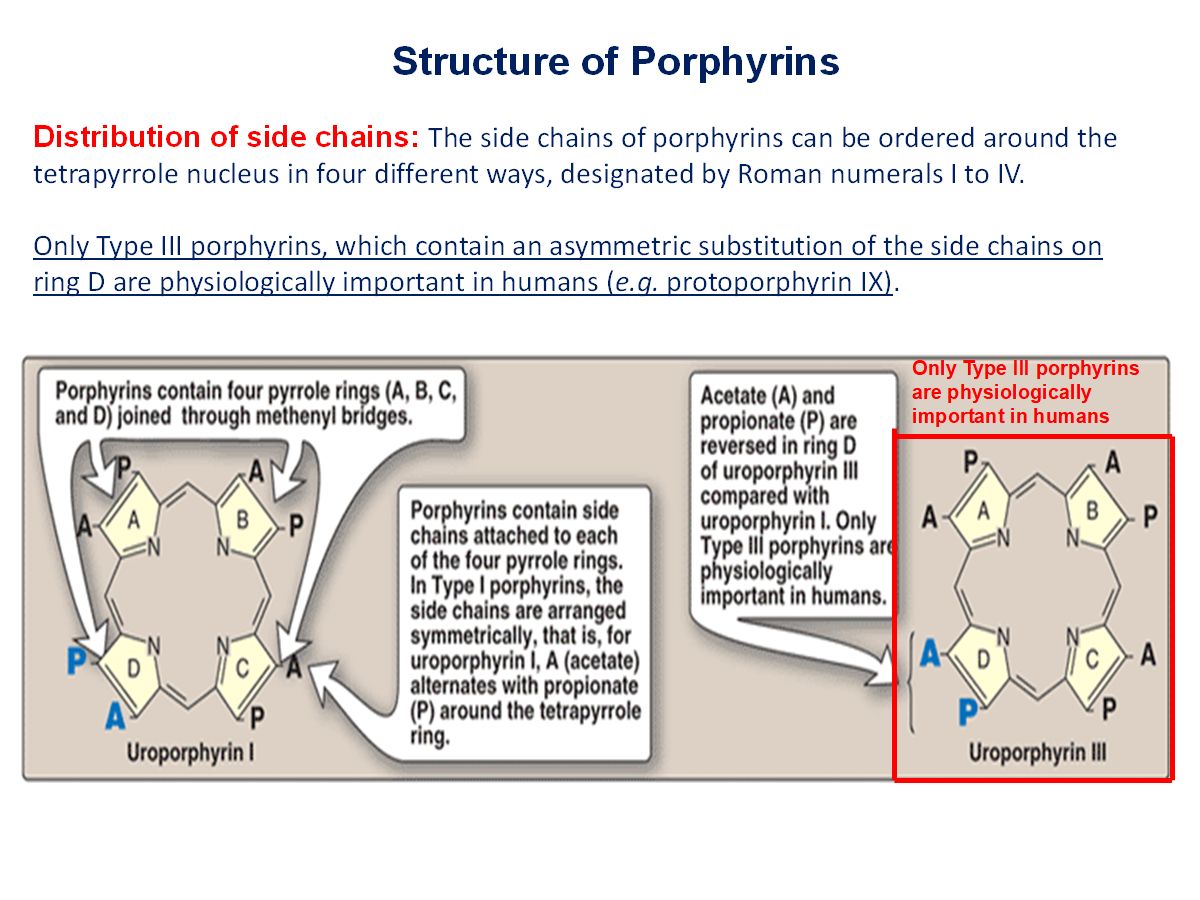 Structure of Porphyrins
Distribution of side chains: The side chains of porphyrins can be ordered around the
tetrapyrrole nucleus in four different ways, designated by Roman numerals I to IV.
Only Type III porphyrins, which contain an asymmetric substitution of the side chains on
ring D are physiologically important in humans (e.g. protoporphyrin IX).
Porphyrins contain four pyrrole rings (A, B, C,
and D) joined through methenyl bridges.
P A
A A B P
N N
N N
P D C A
A P
Uroporphyrin I
Porphyrins contain side
chains attached to each
of the four pyrrole rings.
In Type I porphyrins, the
side chains are arranged
symmetrically, that is, for
uroporphyrin I, A (acetate)
alternates with propionate
(P) around the tetrapyrrole
ring.
Acetate (A) and
propionate (P) are
reversed in ring D
of uroporphyrin III
compared with
uroporphyrin I. Only
Type III porphyrins are
physiologically
important in humans.
Only Type III porphyrins
are physiologically
important in humans
P A
A A B P
N N
N N
A D C A
P P
Uroporphyrin III